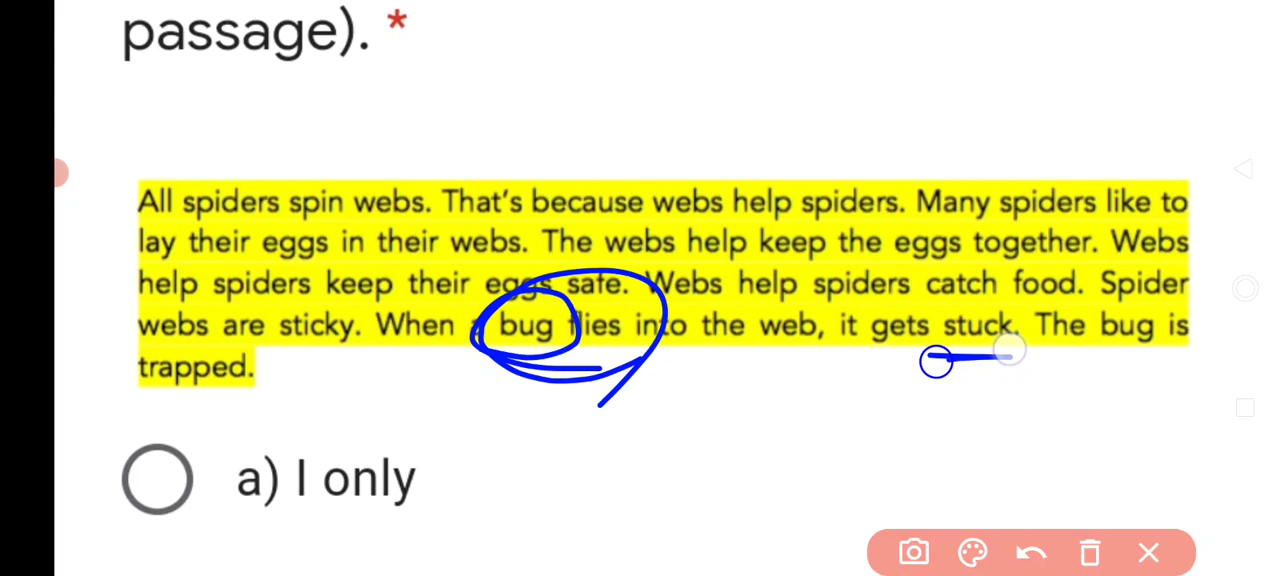 passage). *
All spiders spin webs. That's because webs help spiders. Many spiders like to
lay their eggs in their webs. The webs help keep the eggs together. Webs
help spiders keep their eggs safe. Webs help spiders catch food. Spider
webs are sticky. When a bug flies into the web, it gets stuck. The bug is
trapped.
a) I only